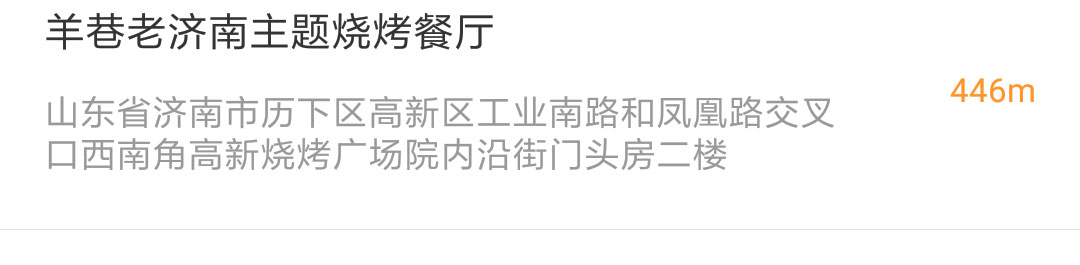 羊巷老济南主题烧烤餐厅
446m
山东省济南市历下区高新区工业南路和凤凰路交叉
口西南角高新烧烤广场院内沿街门头房二楼